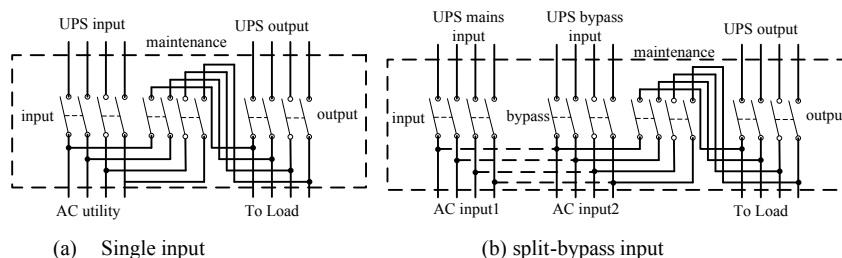 UPS input
UPS output
maintenance
input
output
AC utility
To Load
(a) Single input
UPS mains
input
UPS bypass
input
UPS output
maintenance
input
bypass
output
AC input1
AC input2
To Load
(b) split-bypass input